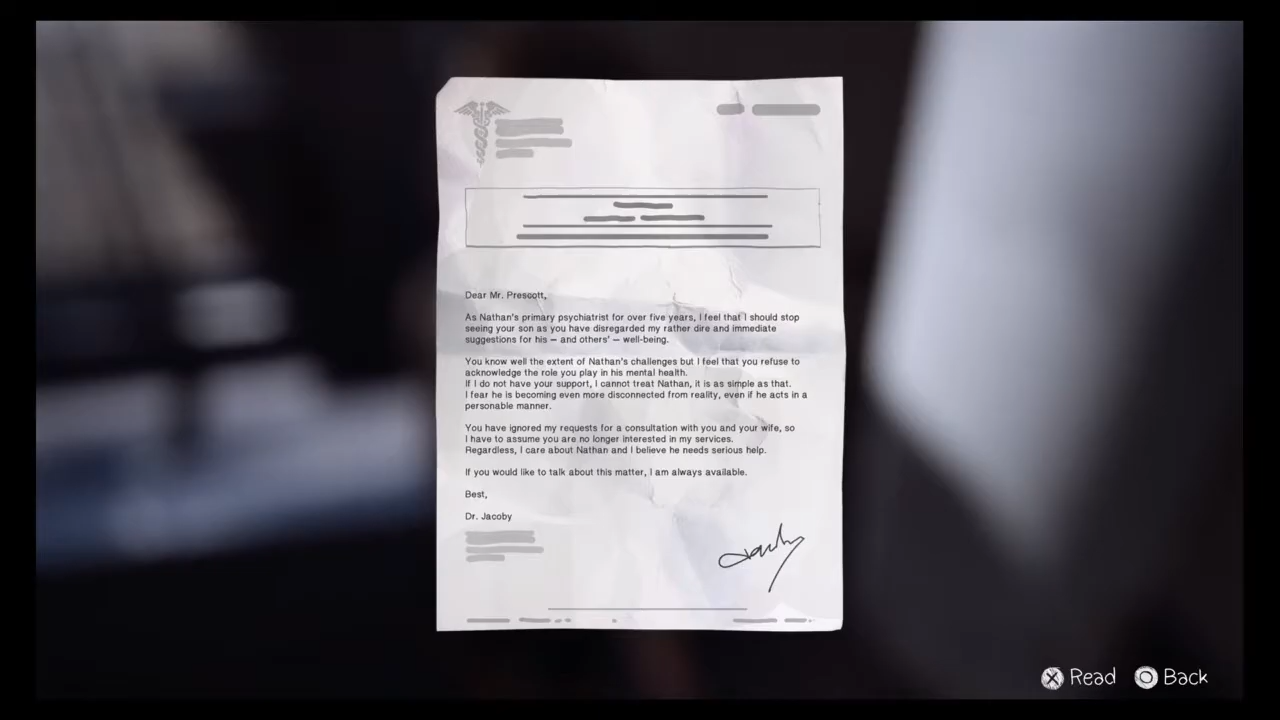 Dear Mr. Prescott,
As Nathan's primary psychiatrist for over five years, I feel that I should stop
seeing your son as you have disregarded my rather dire and immediate
suggestions for his — and others' — well-being.
You know well the extent of Nathan's challenges but I feel that you refuse to
acknowledge the role you play in his mental health.
If I do not have your support, I cannot treat Nathan, it is as simple as that.
I fear he is becoming even more disconnected from reality, even if he acts in a
personable manner.
You have ignored my requests for a consultation with you and your wife, so
I have to assume you are no longer interested in my services.
Regardless, I care about Nathan and I believe he needs serious help.
If you would like to talk about this matter, I am always available.
Best,
Dr. Jacoby
Jacoby
Read
Back